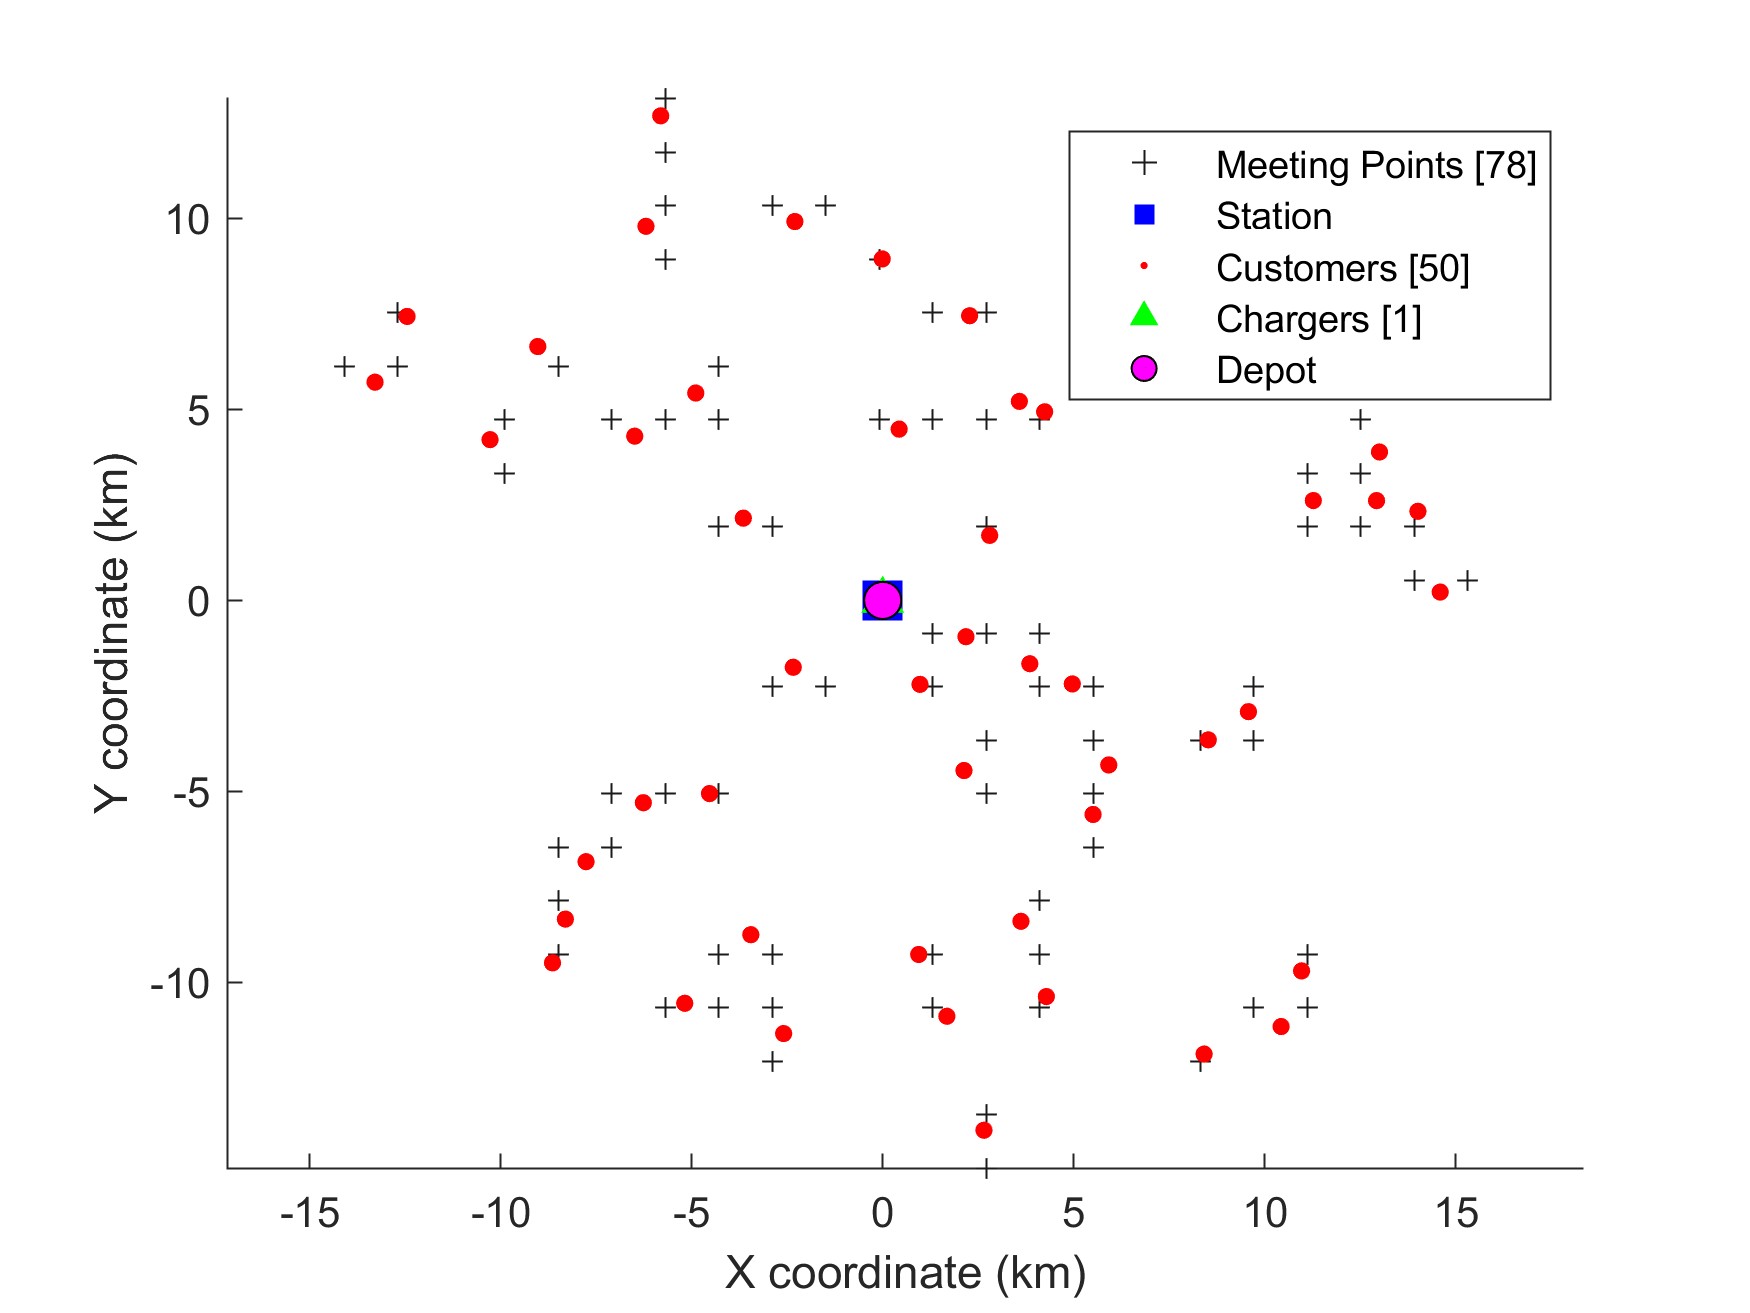 Meeting Points [78]
Station
Customers [50]
Chargers [1]
Depot
10
5
0
-5
-10
Y coordinate (km)
-15 -10 -5 0 5 10 15
X coordinate (km)